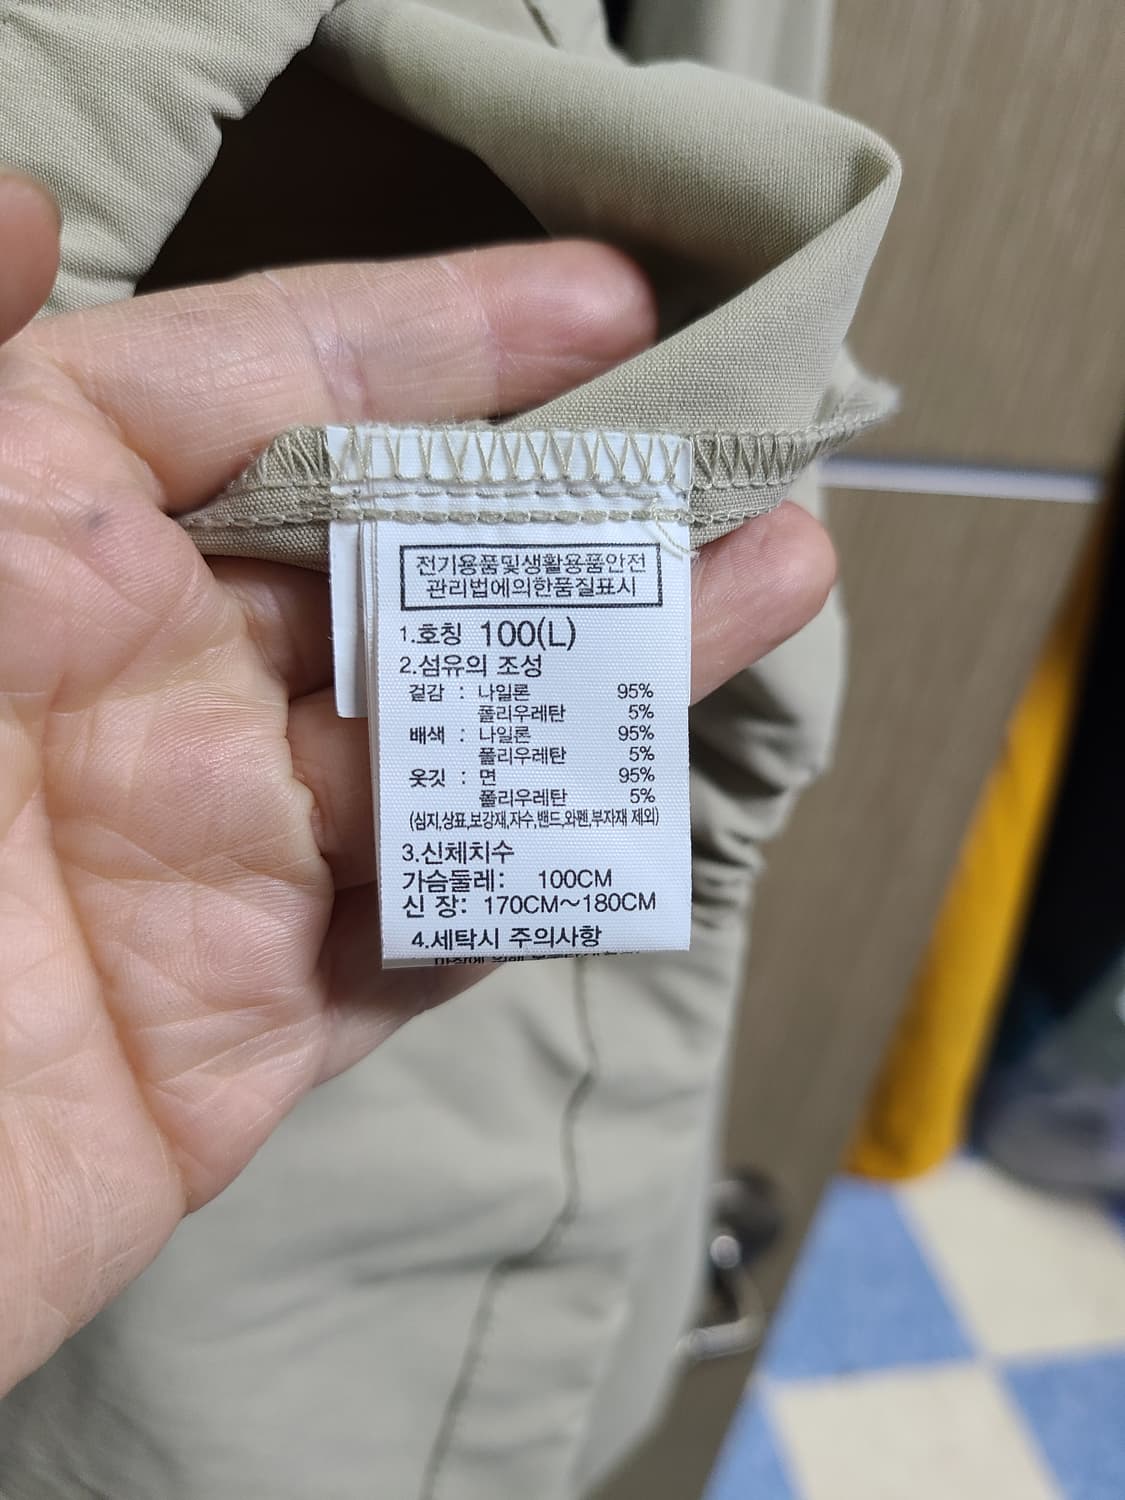 전기용품및생활용품안전
관리법에의한품질표시
1.호칭 100(L)
2.섬유의 조성
겉감 : 나일론 95%
폴리우레탄 5%
배색 : 나일론 95%
폴리우레탄 5%
옷깃 : 면 95%
폴리우레탄 5%
(심지,상표,보강재,자수,밴드,와펜,부자재 제외)
3.신체치수
가슴둘레: 100CM
신 장: 170CM~180CM
4.세탁시 주의사항